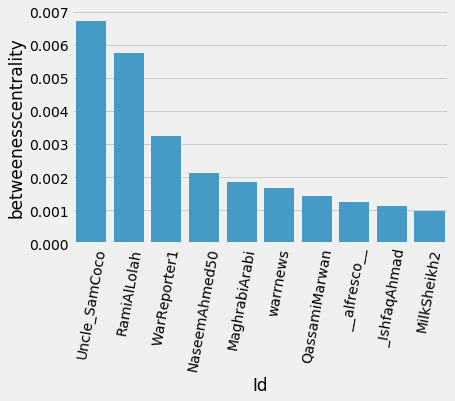 betweenesscentrality
0.007
0.006
0.005
0.004
0.003
0.002
0.001
0.000
Uncle_SamCoco
RamiAlLolah
WarReporter1
NaseemAhmed50
MaghrabiArabi
warrnews
QassamiMarwan
__alfresco__
_IshfaqAhmad
MilkSheikh2
Id